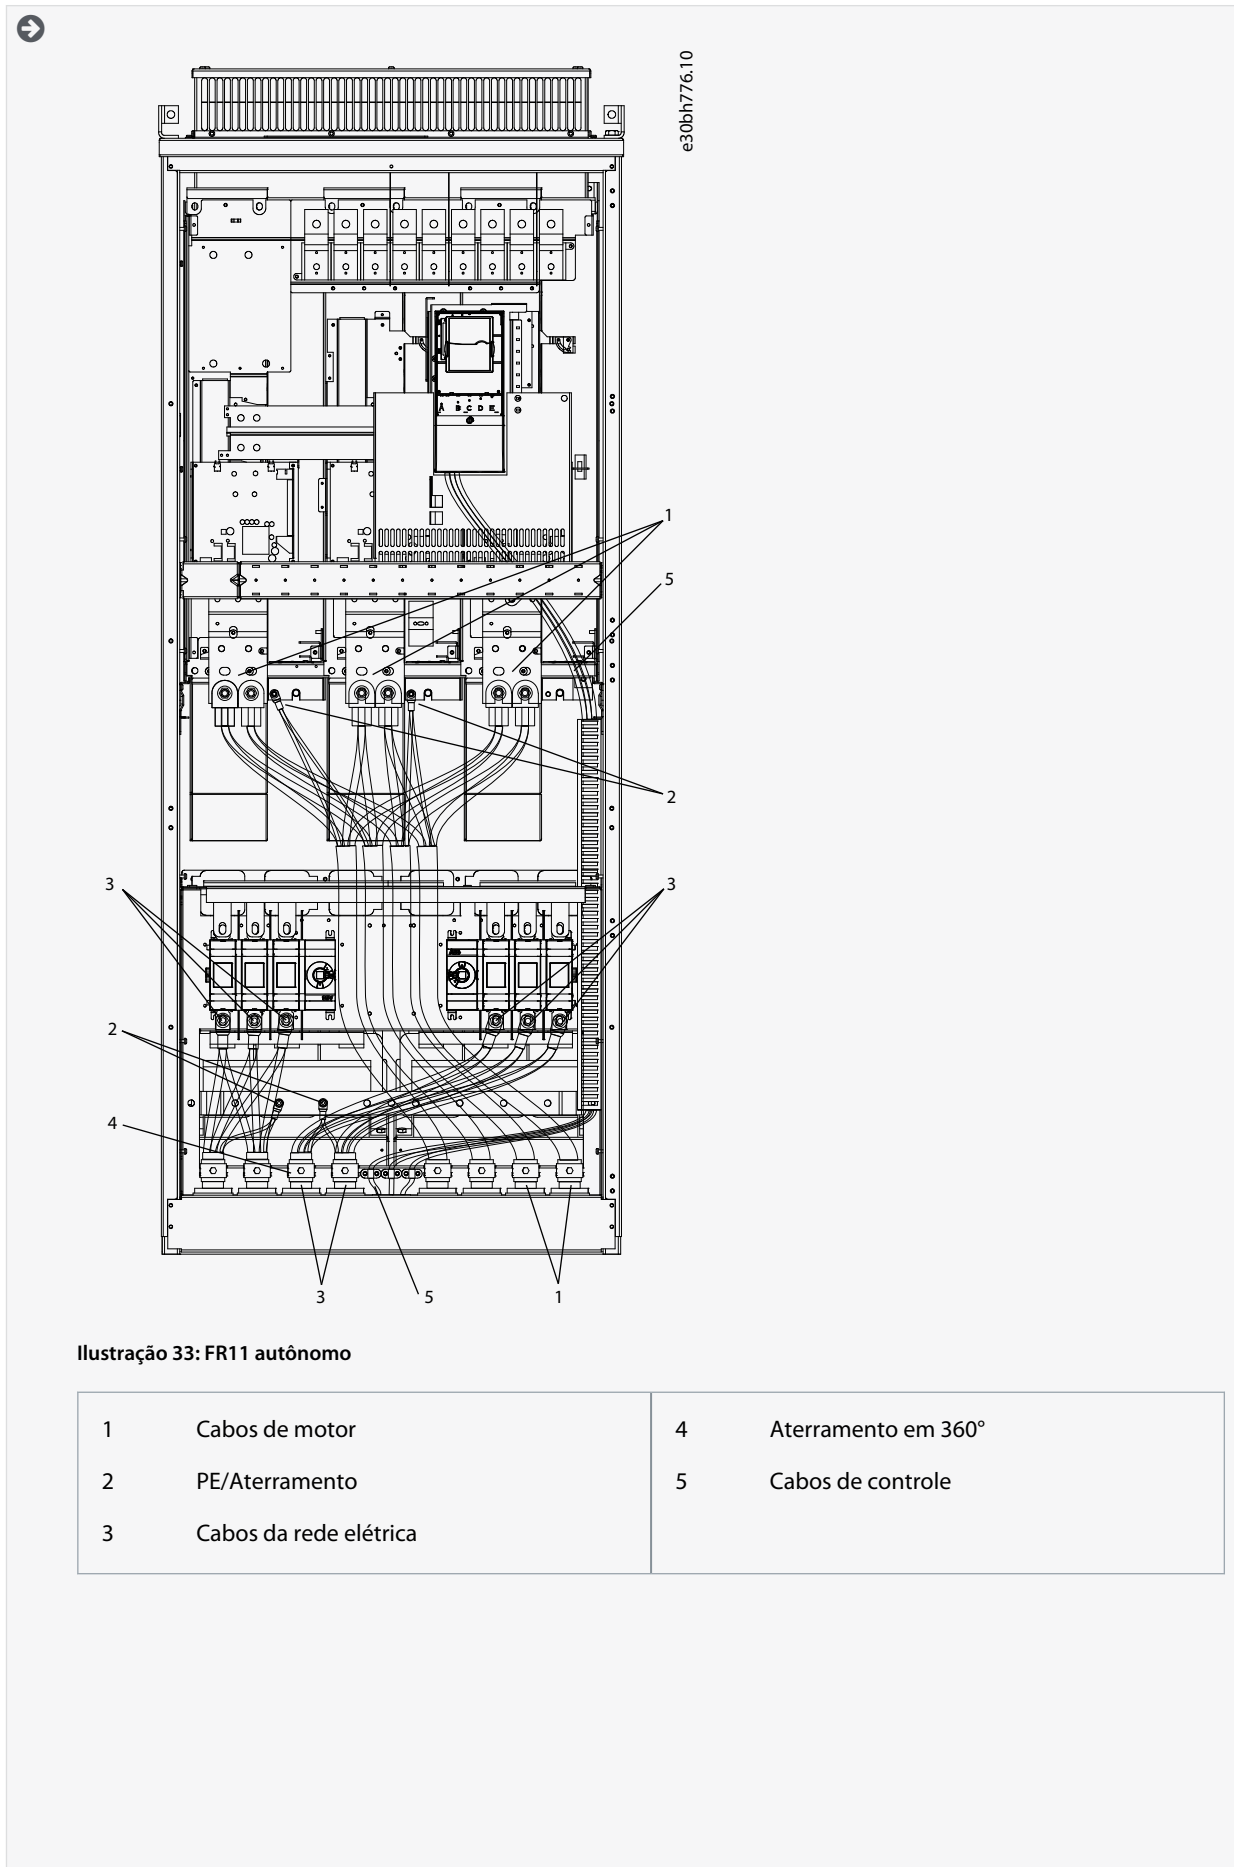 e30bh776.10
A B C D E
1
5
2
3
3
2
4
3
5
1
Ilustração 33: FR11 autônomo
1 Cabos de motor
2 PE/Aterramento
3 Cabos da rede elétrica
4 Aterramento em 360°
5 Cabos de controle